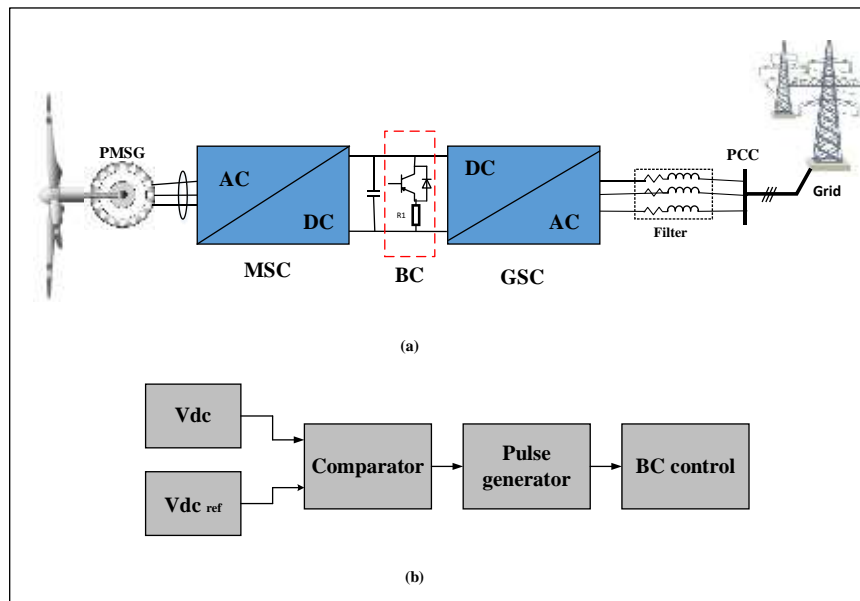 PMSG
AC
DC
MSC
R1
BC
DC
AC
GSC
Filter
PCC
Grid
(a)
Vdc
Vdc ref
Comparator
Pulse
generator
BC control
(b)